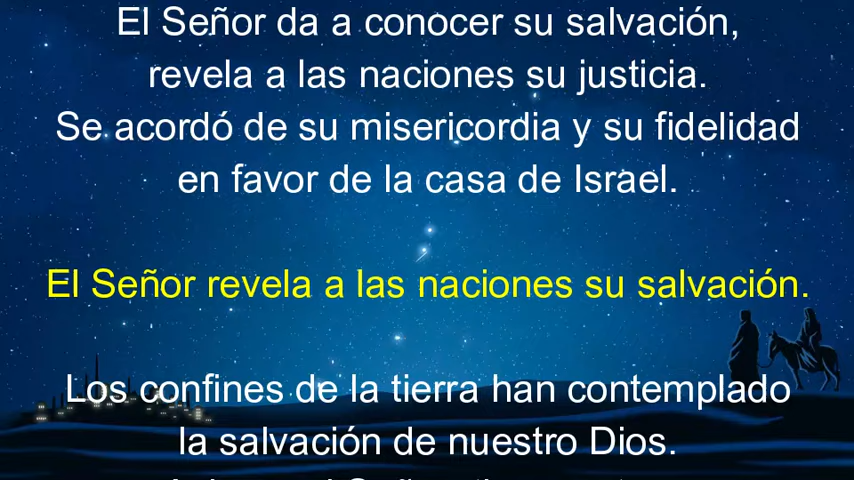 El Señor da a conocer su salvación,
revela a las naciones su justicia.
Se acordó de su misericordia y su fidelidad
en favor de la casa de Israel.
El Señor revela a las naciones su salvación.
Los confines de la tierra han contemplado
la salvación de nuestro Dios.